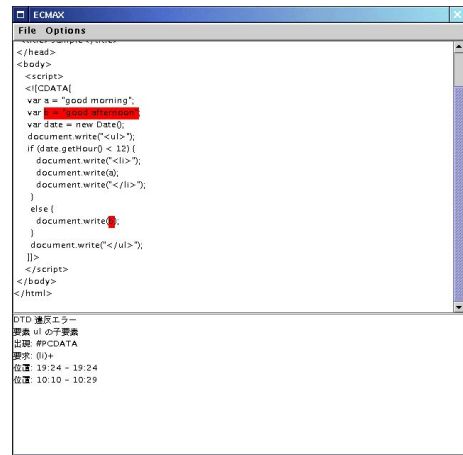 ECMAX
File Options
</head>
<body>
<script>
<![CDATA[
var a = "good morning";
var c = "good afternoon";
var date = new Date();
document.write("<ul>");
if (date.getHour() < 12) {
document.write("<li>");
document.write(a);
document.write("</li>");
}
else {
document.write(c);
}
document.write("</ul>");
]]>
</script>
</body>
</html>
DTD 違反エラー
要素 ul の子要素
出現: #PCDATA
要求: (li)+
位置: 19:24 - 19:24
位置: 10:10 - 10:29